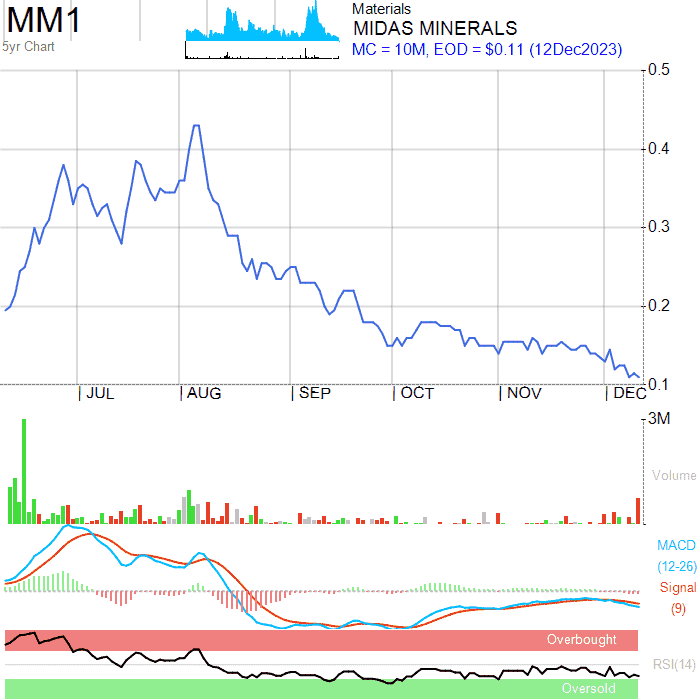 MM1
5yr Chart
Materials
MIDAS MINERALS
MC = 10M, EOD = $0.11 (12Dec2023)
0.5
0.4
0.3
0.2
0.1
JUL AUG SEP OCT NOV DEC
3M
Volume
MACD
(12-26)
Signal
(9)
Overbought
RSI(14)
Oversold